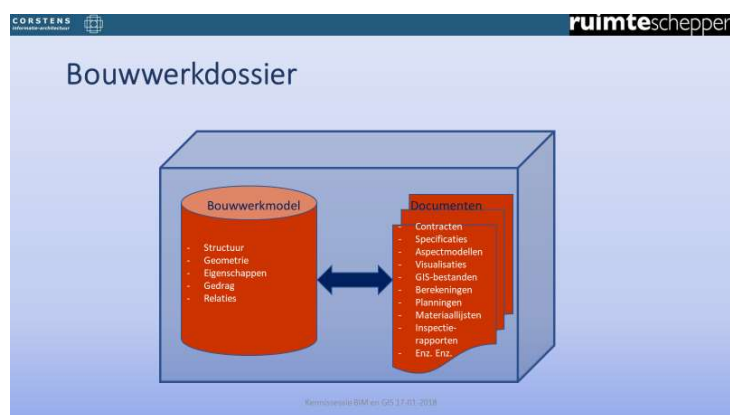 CORSTENS
informatie-architectuur
ruimteschepper
Bouwwerkdossier
Bouwwerkmodel
- Structuur
- Geometrie
- Eigenschappen
- Gedrag
- Relaties
Documenten
- Contracten
- Specificaties
- Aspectmodellen
- Visualisaties
- GIS-bestanden
- Berekeningen
- Planningen
- Materiaallijsten
- Inspectie-
rapporten
- Enz. Enz.
Kennissessie BIM en GIS 17-01-2018